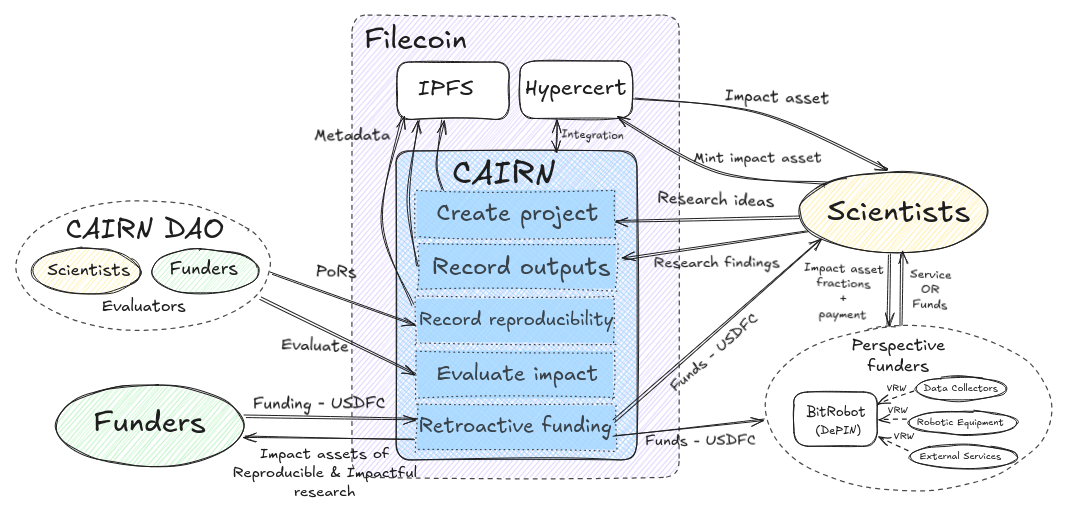 Filecoin
IPFS
Hypercert
Impact asset
Metadata
Integration
Mint impact asset
CAIRN
Research ideas
Scientists
Create project
CAIRN DAO
Scientists
Funders
Evaluators
PoRs
Record outputs
Research findings
Impact asset
fractions
+
payment
Service
OR
Funds
Record reproducibility
Evaluate
Evaluate impact
Funds - USDFC
Perspective
funders
Funders
Funding - USDFC
Retroactive funding
Funds - USDFC
BitRobot
(DePIN)
VRW
Data Collectors
VRW
Robotic Equipment
VRW
External Services
Impact assets of
Reproducible & Impactful
research